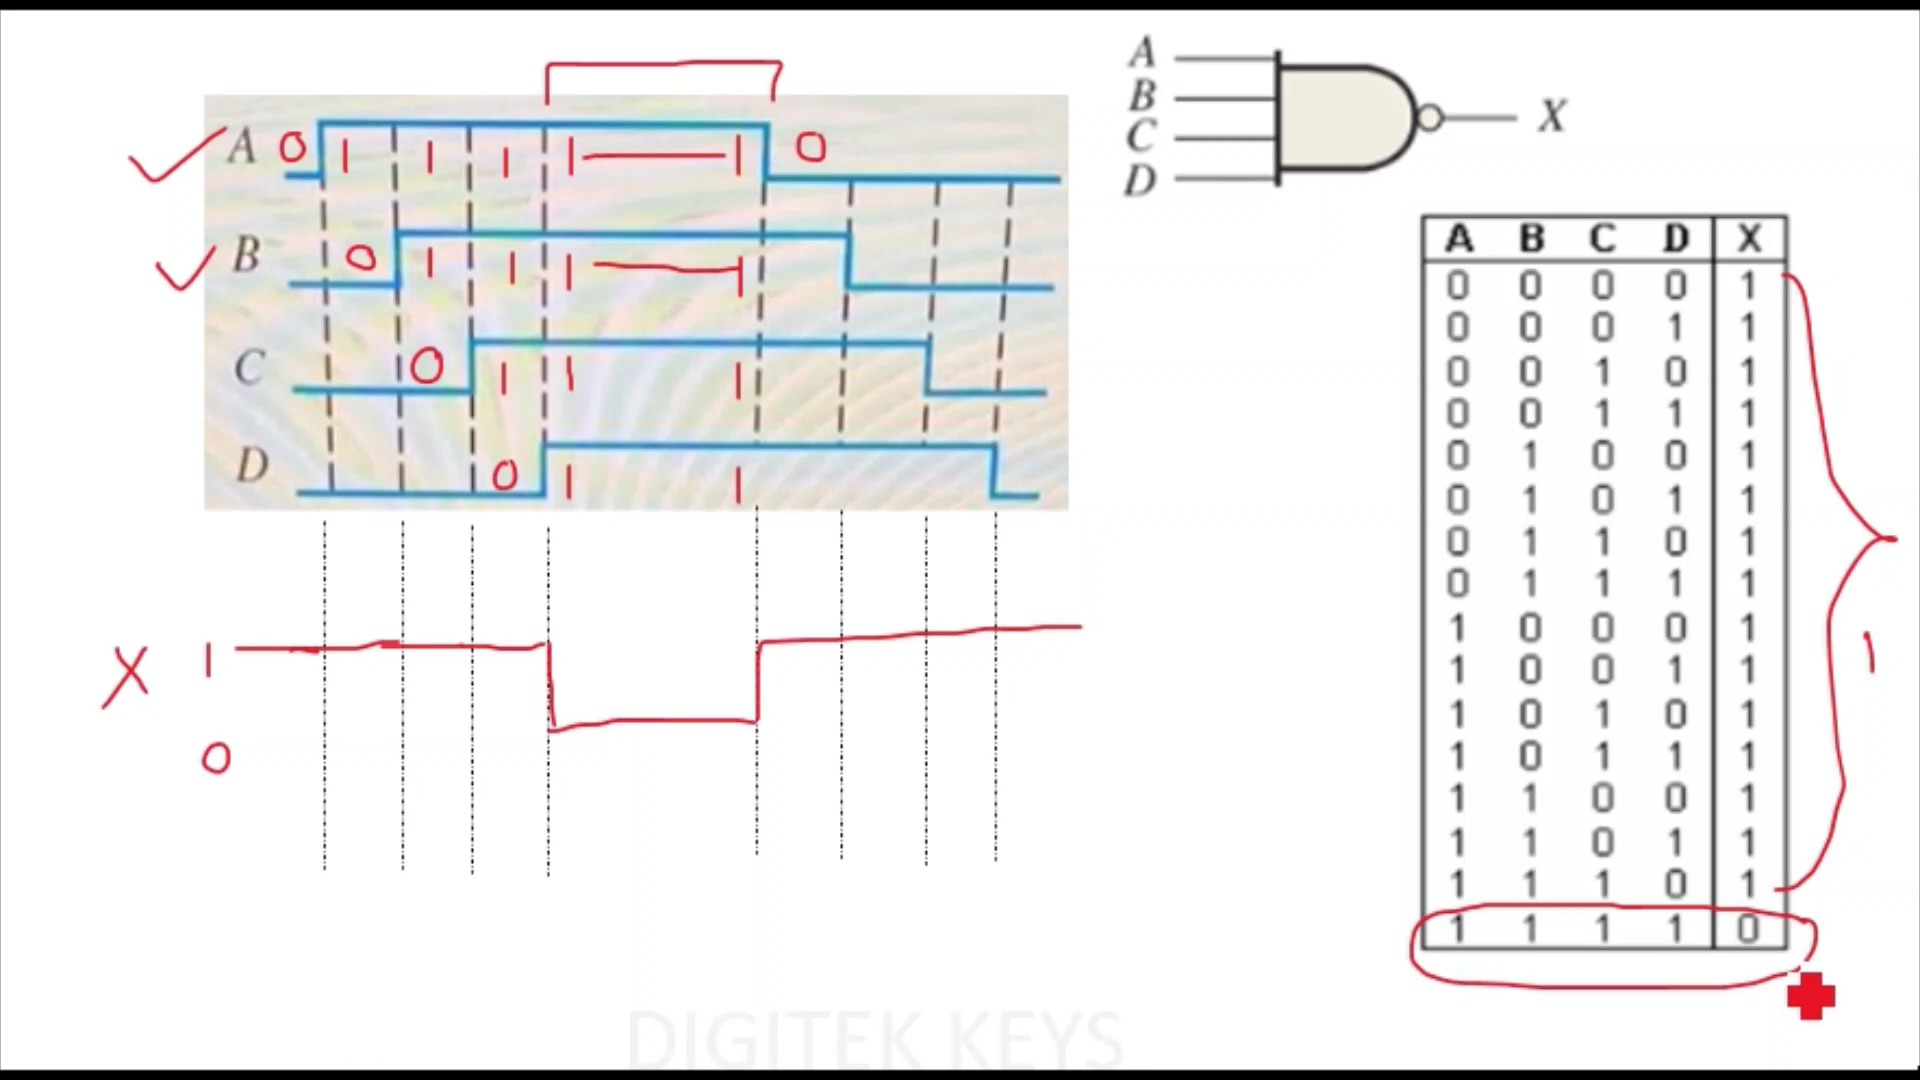 A 0 1 1 1 1 1 0
B 0 1 1 1 1
C 0 1 1 1
D 0 1 1
X 1
0
A
B
C
D
X
A B C D X
0 0 0 0 1
0 0 0 1 1
0 0 1 0 1
0 0 1 1 1
0 1 0 0 1
0 1 0 1 1
0 1 1 0 1
0 1 1 1 1
1 0 0 0 1
1 0 0 1 1
1 0 1 0 1
1 0 1 1 1
1 1 0 0 1
1 1 0 1 1
1 1 1 0 1
1 1 1 1 0
1
DIGITEK KEYS